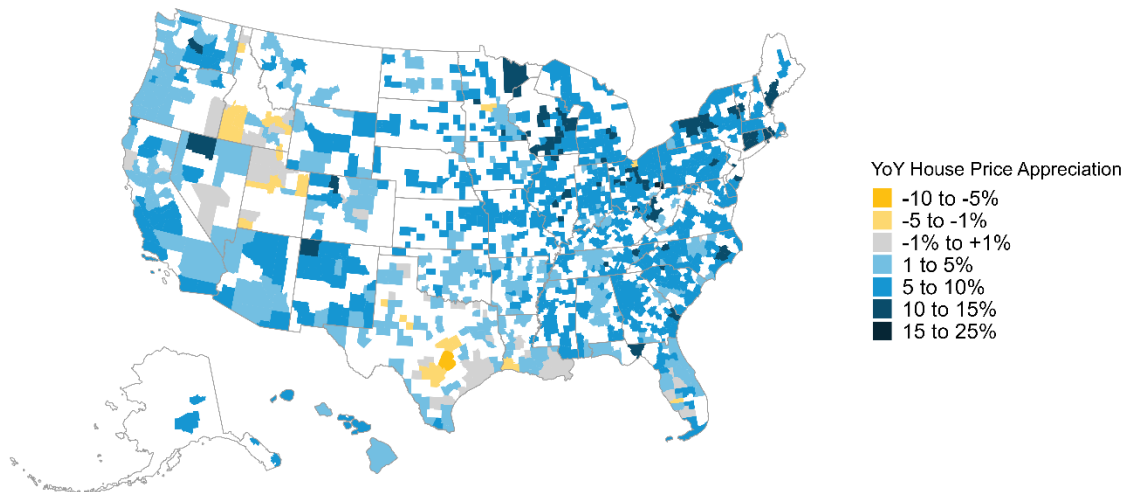 YoY House Price Appreciation
-10 to -5%
-5 to -1%
-1% to +1%
1 to 5%
5 to 10%
10 to 15%
15 to 25%